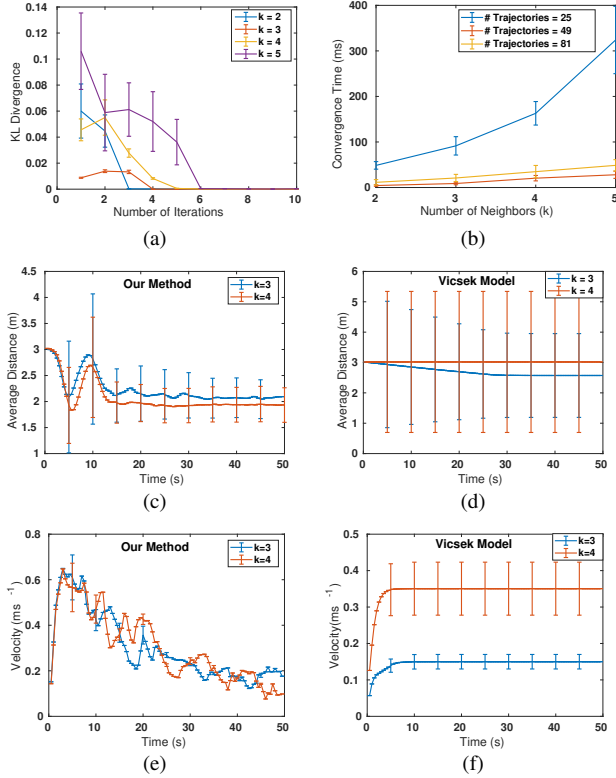 0.14
0.12
0.1
0.08
0.06
0.04
0.02
0
KL Divergence
k = 2
k = 3
k = 4
k = 5
0 2 4 6 8 10
Number of Iterations
(a)
400
300
200
100
0
Convergence Time (ms)
# Trajectories = 25
# Trajectories = 49
# Trajectories = 81
2 3 4 5
Number of Neighbors (k)
(b)
4.5
4
3.5
3
2.5
2
1.5
1
Average Distance (m)
Our Method
k=3
k=4
0 10 20 30 40 50
Time (s)
(c)
6
5
4
3
2
1
0
Average Distance (m)
Vicsek Model
k = 3
k = 4
0 10 20 30 40 50
Time (s)
(d)
0.8
0.6
0.4
0.2
0
Velocity(ms⁻¹)
Our Method
k=3
k=4
0 10 20 30 40 50
Time (s)
(e)
0.5
0.4
0.3
0.2
0.1
0
Velocity(ms⁻¹)
Vicsek Model
k=3
k=4
0 10 20 30 40 50
Time (s)
(f)